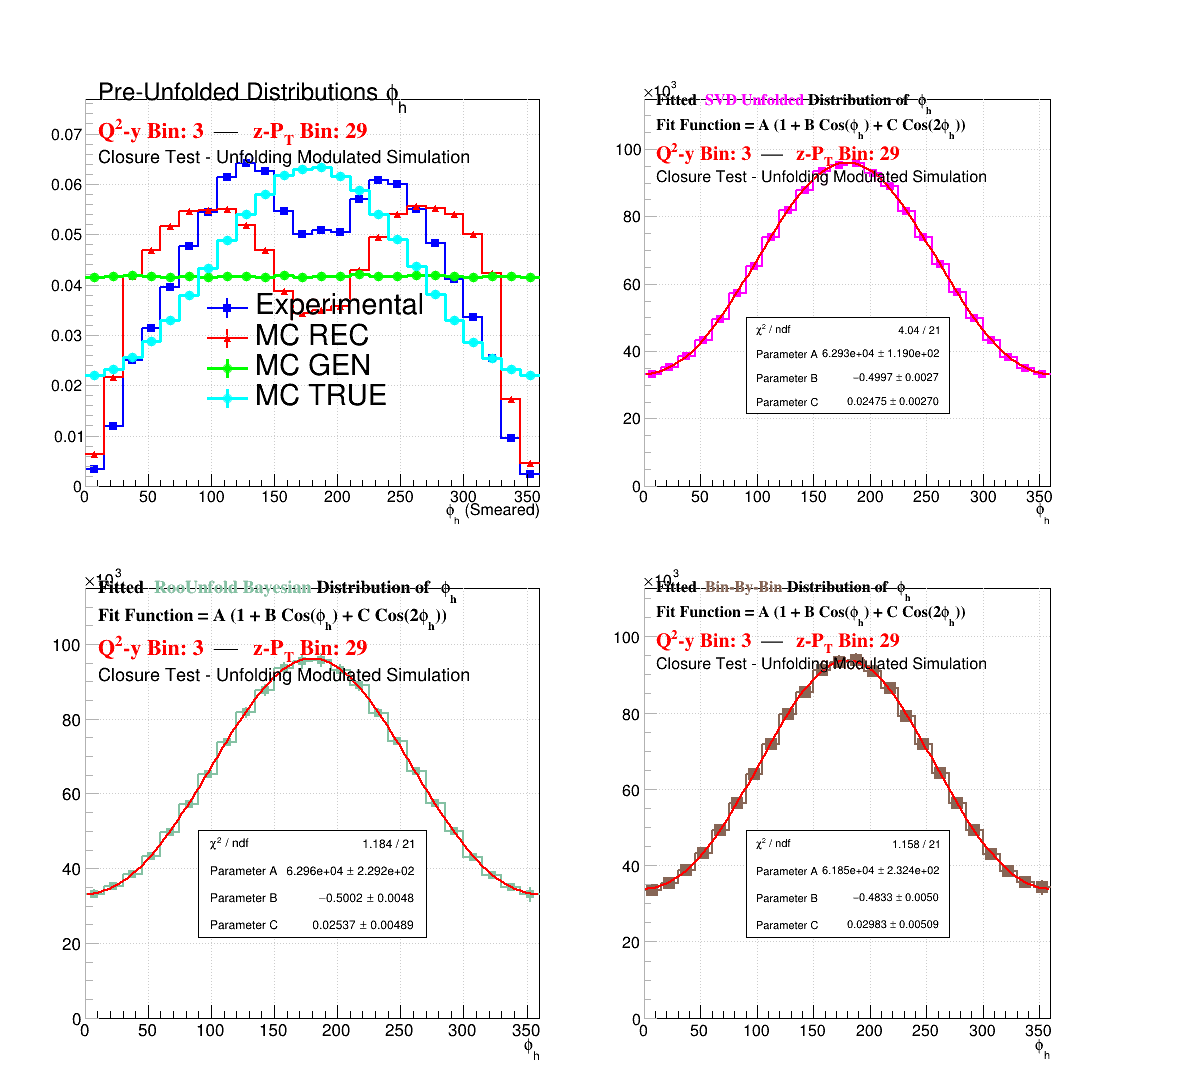 Pre-Unfolded Distributions ϕh
Q²-y Bin: 3 — z-PT Bin: 29
Closure Test - Unfolding Modulated Simulation
0.07
0.06
0.05
0.04
0.03
0.02
0.01
0
Experimental
MC REC
MC GEN
MC TRUE
0 50 100 150 200 250 300 350
ϕh (Smeared)
×10³
Fitted SVD Unfolded Distribution of ϕh
Fit Function = A (1 + B Cos(ϕh) + C Cos(2ϕh))
Q²-y Bin: 3 — z-PT Bin: 29
Closure Test - Unfolding Modulated Simulation
100
80
60
40
20
0
χ² / ndf 4.04 / 21
Parameter A 6.293e+04 ± 1.190e+02
Parameter B −0.4997 ± 0.0027
Parameter C 0.02475 ± 0.00270
0 50 100 150 200 250 300 350
ϕh
×10³
Fitted RooUnfold Bayesian Distribution of ϕh
Fit Function = A (1 + B Cos(ϕh) + C Cos(2ϕh))
Q²-y Bin: 3 — z-PT Bin: 29
Closure Test - Unfolding Modulated Simulation
100
80
60
40
20
0
χ² / ndf 1.184 / 21
Parameter A 6.296e+04 ± 2.292e+02
Parameter B −0.5002 ± 0.0048
Parameter C 0.02537 ± 0.00489
0 50 100 150 200 250 300 350
ϕh
×10³
Fitted Bin-By-Bin Distribution of ϕh
Fit Function = A (1 + B Cos(ϕh) + C Cos(2ϕh))
Q²-y Bin: 3 — z-PT Bin: 29
Closure Test - Unfolding Modulated Simulation
100
80
60
40
20
0
χ² / ndf 1.158 / 21
Parameter A 6.185e+04 ± 2.324e+02
Parameter B −0.4833 ± 0.0050
Parameter C 0.02983 ± 0.00509
0 50 100 150 200 250 300 350
ϕh